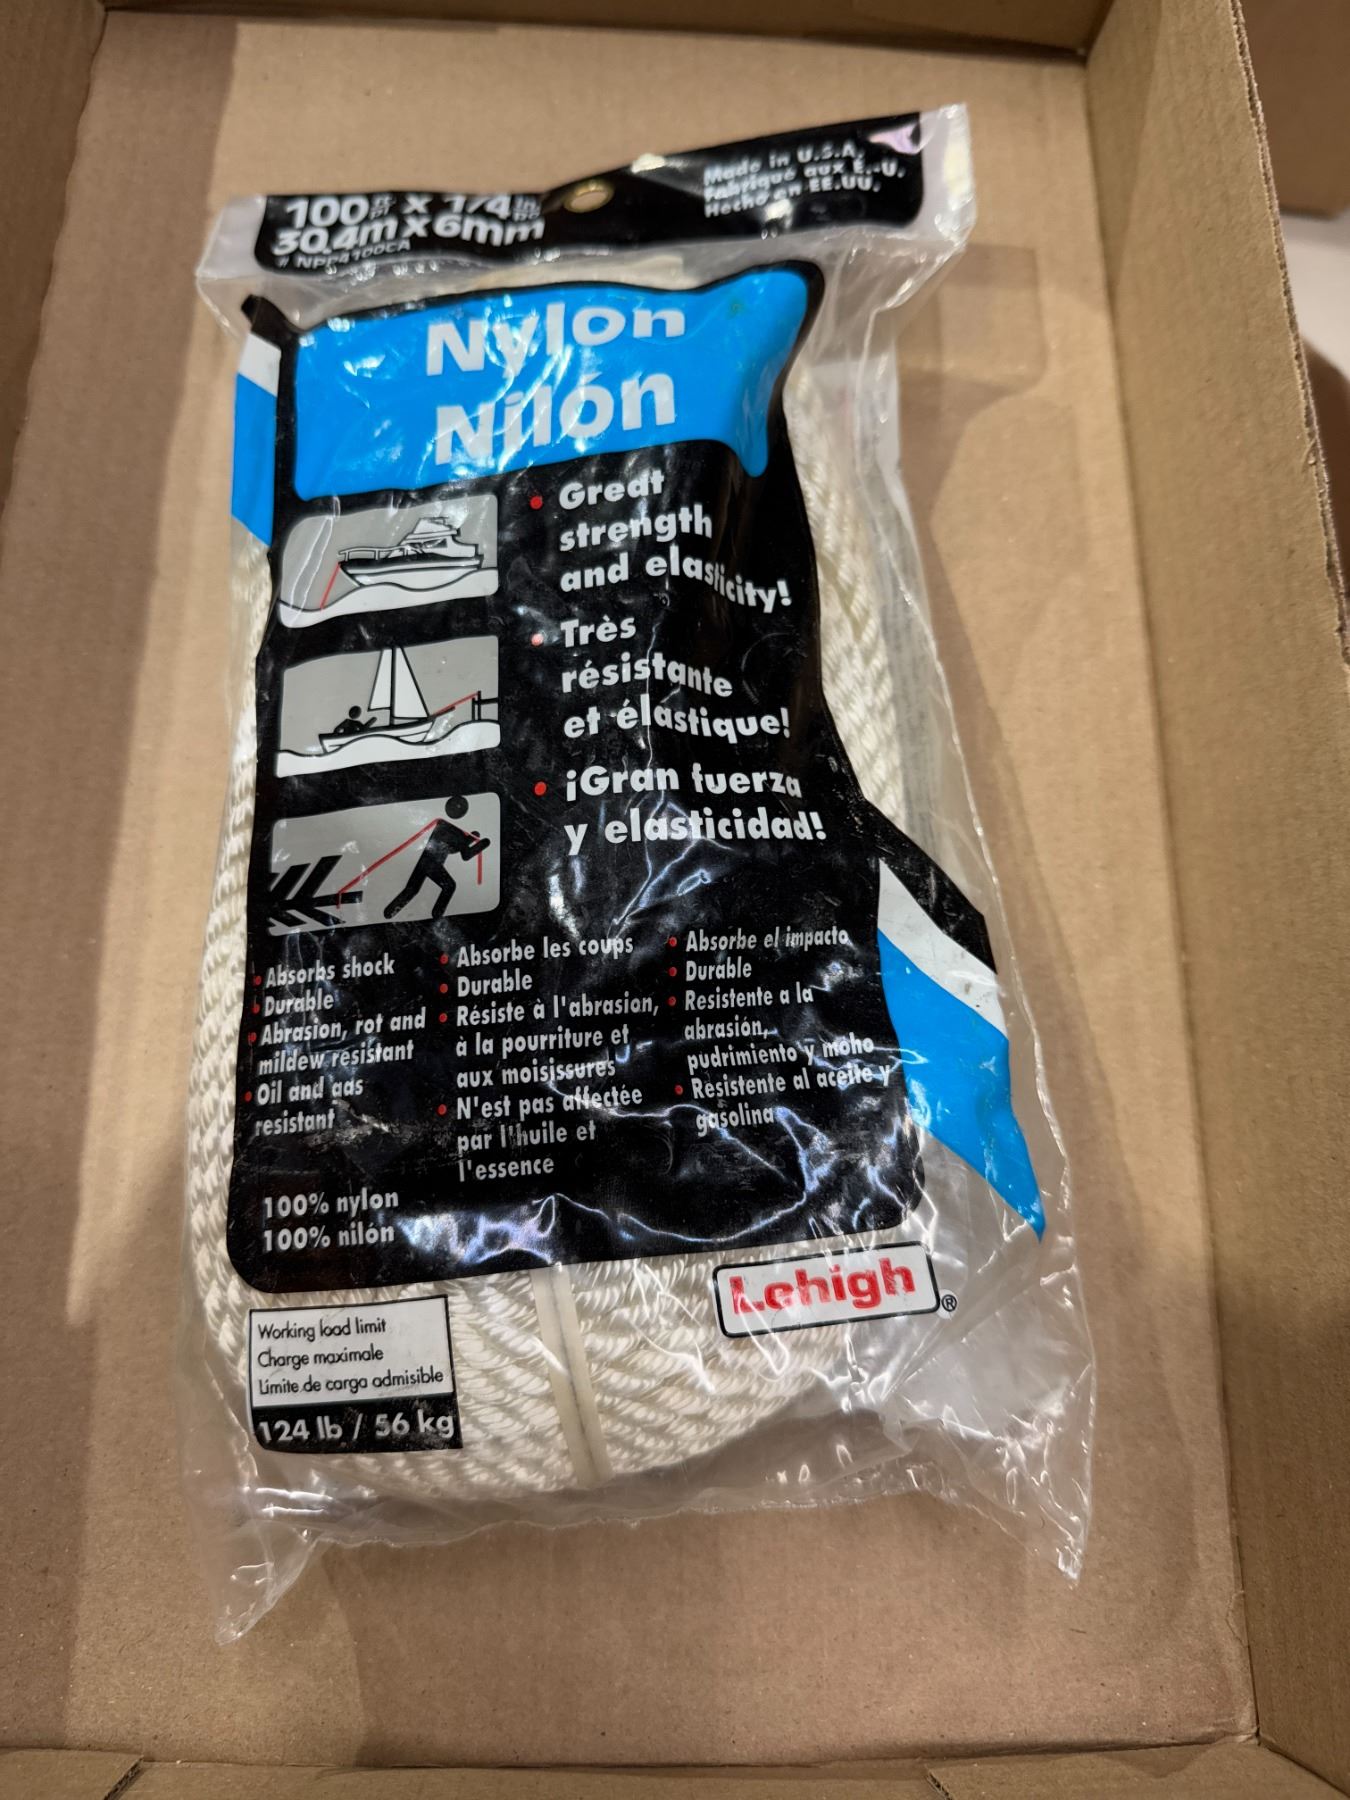 100 ft x 1/4 in
30.4m x 6mm
Made in U.S.A.
Fabriqué aux É.-U.
Hecho en EE.UU.
Nylon
Nilón
• Great
strength
and elasticity!
• Très
résistante
et élastique!
• ¡Gran fuerza
y elasticidad!
• Absorbs shock
• Durable
• Abrasion, rot and
mildew resistant
• Oil and gas
resistant
• Absorbe les coups
• Durable
• Résiste à l'abrasion,
à la pourriture et
aux moisissures
• N'est pas affectée
par l'huile et
l'essence
• Absorbe el impacto
• Durable
• Resistente a la
abrasión,
pudrimiento y moho
• Resistente al aceite y
gasolina
100% nylon
100% nilón
Lehigh ®
Working load limit
Charge maximale
Límite de carga admisible
124 lb / 56 kg